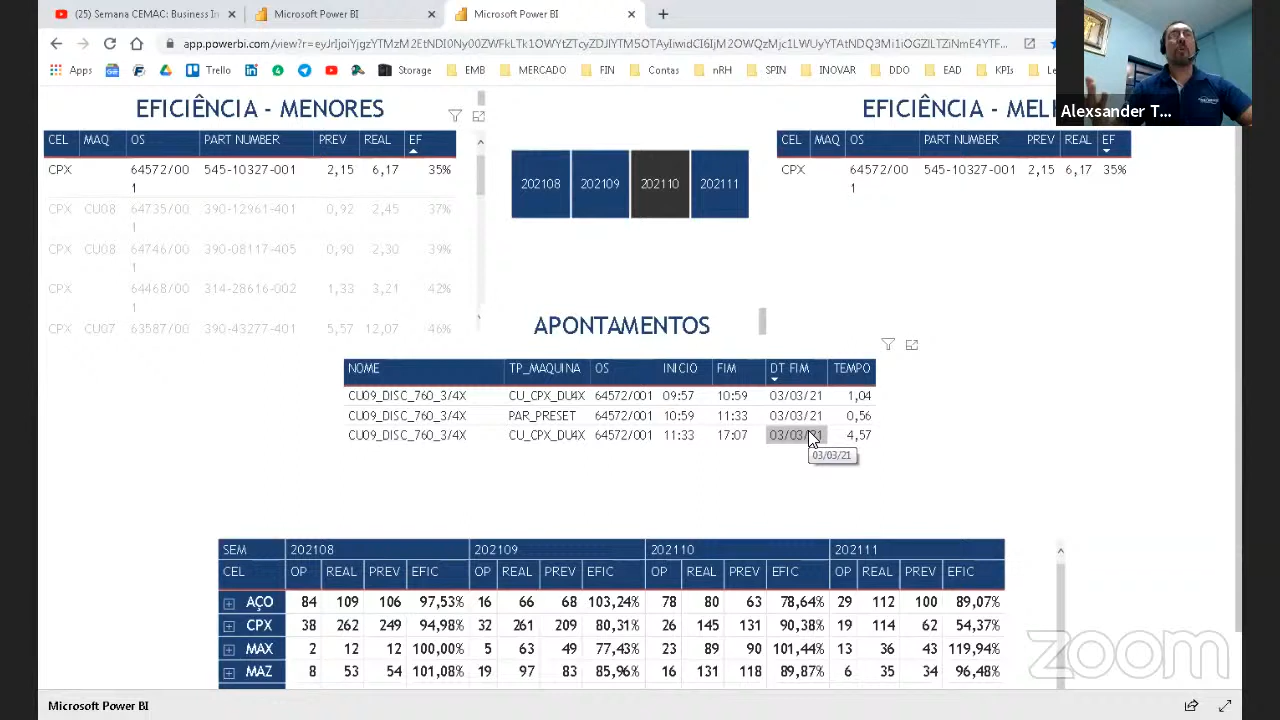 (25) Semana CEMAC: Business In
Microsoft Power BI
Microsoft Power BI
app.powerbi.com/view?r=
Apps
Trello
Storage
EMB
MERCADO
FIN
Contas
nRH
SPIN
INOVAR
DDO
EAD
KPIs
Le
Alexsander T...
EFICIÊNCIA - MENORES
CEL MAQ OS PART NUMBER PREV REAL EF
CPX 64572/00 545-10327-001 2,15 6,17 35%
1
CPX CU08 64735/00 390-12961-401 0,92 2,45 37%
1
CPX CU08 64746/00 390-08117-405 0,90 2,30 39%
1
CPX 64468/00 314-28616-002 1,33 3,21 42%
1
CPX CU07 63587/00 390-43277-401 5,57 12,07 46%
202108 202109 202110 202111
EFICIÊNCIA - MEL
CEL MAQ OS PART NUMBER PREV REAL EF
CPX 64572/00 545-10327-001 2,15 6,17 35%
1
APONTAMENTOS
NOME TP_MAQUINA OS INICIO FIM DT FIM TEMPO
CU09_DISC_760_3/4X CU_CPX_DU4X 64572/001 09:57 10:59 03/03/21 1,04
CU09_DISC_760_3/4X PAR_PRESET 64572/001 10:59 11:33 03/03/21 0,56
CU09_DISC_760_3/4X CU_CPX_DU4X 64572/001 11:33 17:07 03/03/21 4,57
03/03/21
SEM 202108 202109 202110 202111
CEL OP REAL PREV EFIC OP REAL PREV EFIC OP REAL PREV EFIC OP REAL PREV EFIC
AÇO 84 109 106 97,53% 16 66 68 103,24% 78 80 63 78,64% 29 112 100 89,07%
CPX 38 262 249 94,98% 32 261 209 80,31% 26 145 131 90,38% 19 114 62 54,37%
MAX 2 12 12 100,00% 5 63 49 77,43% 23 89 90 101,44% 13 36 43 119,94%
MAZ 8 53 54 101,08% 19 97 83 85,96% 16 131 118 89,87% 6 35 34 96,48%
zoom
Microsoft Power BI